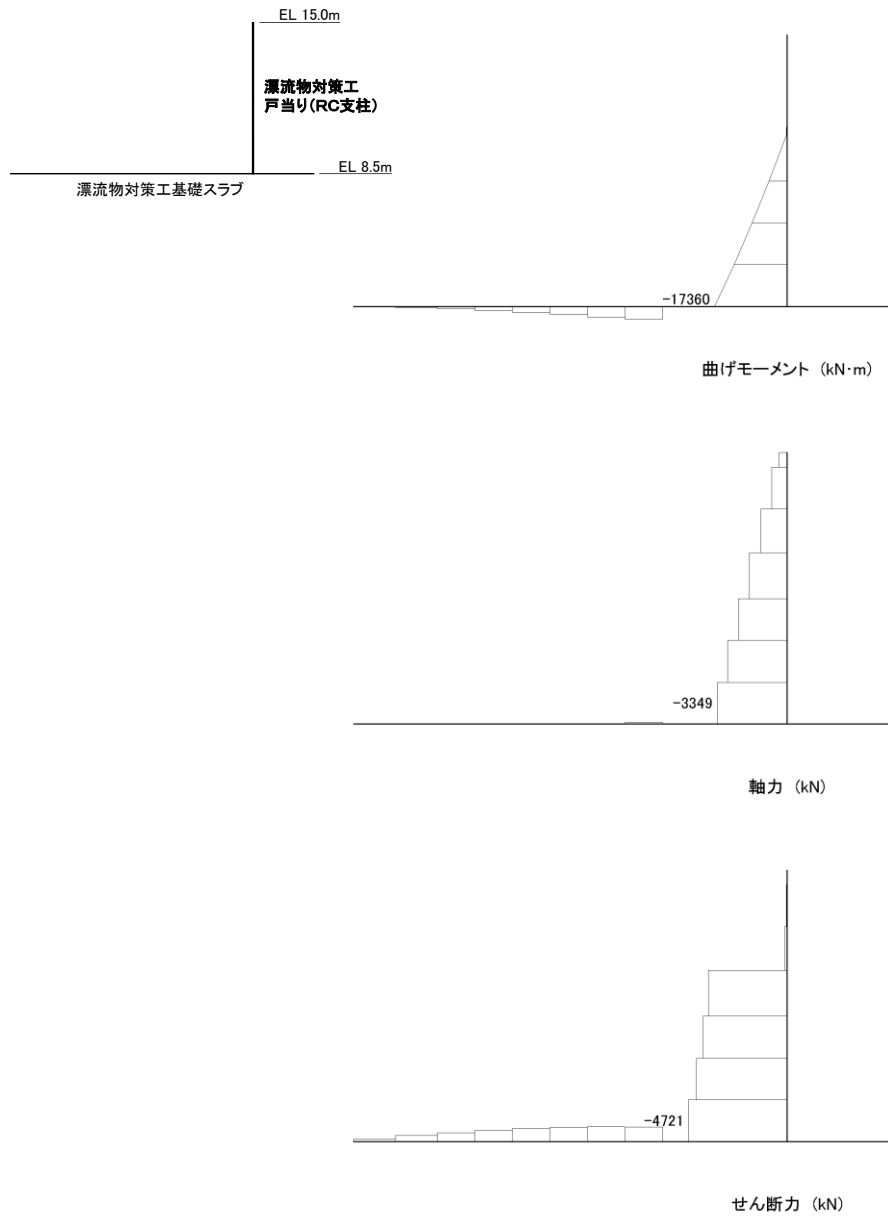 EL 15.0m
漂流物対策工
戸当り(RC支柱)
EL 8.5m
漂流物対策工基礎スラブ
-17360
曲げモーメント (kN・m)
-3349
軸力 (kN)
-4721
せん断力 (kN)